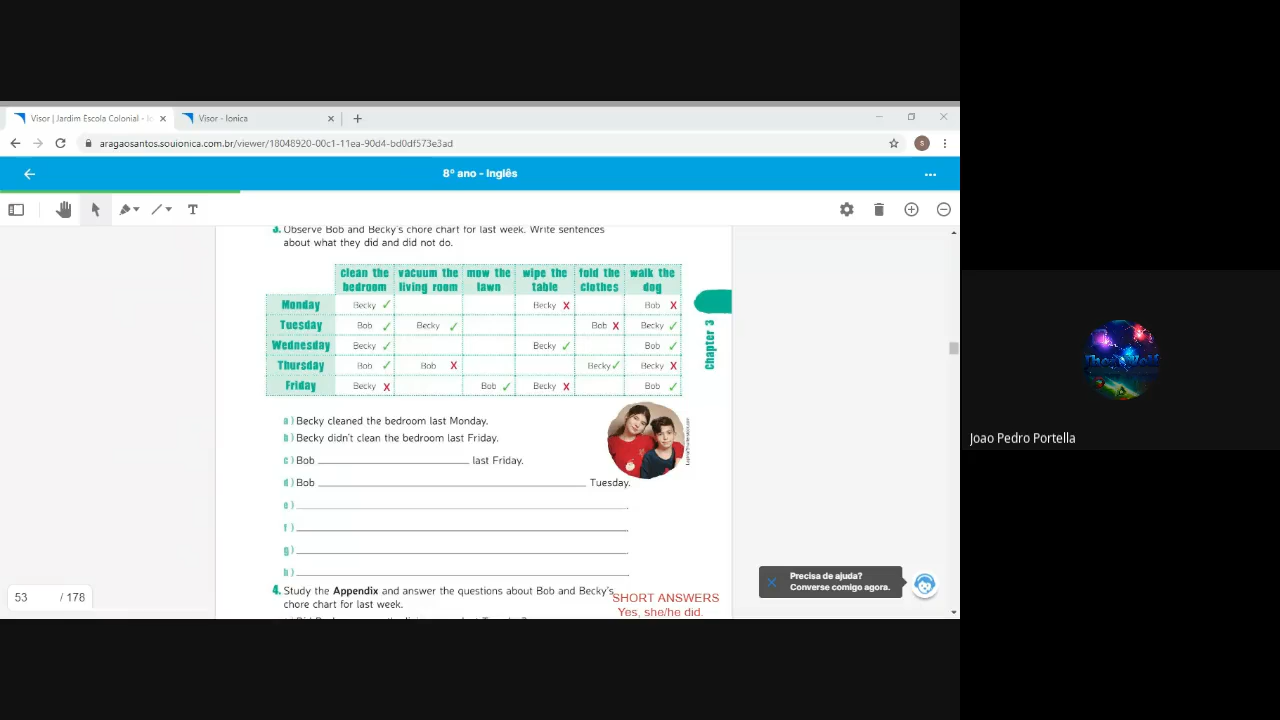 Visor | Jardim Escola Colonial - Io
Visor - Ionica
aragaosantos.souionica.com.br/viewer/18048920-00c1-11ea-90d4-bd0df573e3ad
8º ano - Inglês
3. Observe Bob and Becky's chore chart for last week. Write sentences
about what they did and did not do.
clean the bedroom vacuum the living room mow the lawn wipe the table fold the clothes walk the dog
Monday Becky ✓ Becky X Bob X
Tuesday Bob ✓ Becky ✓ Bob X Becky ✓
Wednesday Becky ✓ Becky ✓ Bob ✓
Thursday Bob ✓ Bob X Becky ✓ Becky X
Friday Becky X Bob ✓ Becky X Bob ✓
Chapter 3
a) Becky cleaned the bedroom last Monday.
b) Becky didn't clean the bedroom last Friday.
c) Bob ____ last Friday.
d) Bob ____ Tuesday.
e) ____.
f) ____.
g) ____.
h) ____.
4. Study the Appendix and answer the questions about Bob and Becky's
chore chart for last week.
SHORT ANSWERS
Yes, she/he did.
53 / 178
Precisa de ajuda?
Converse comigo agora.
Joao Pedro Portella